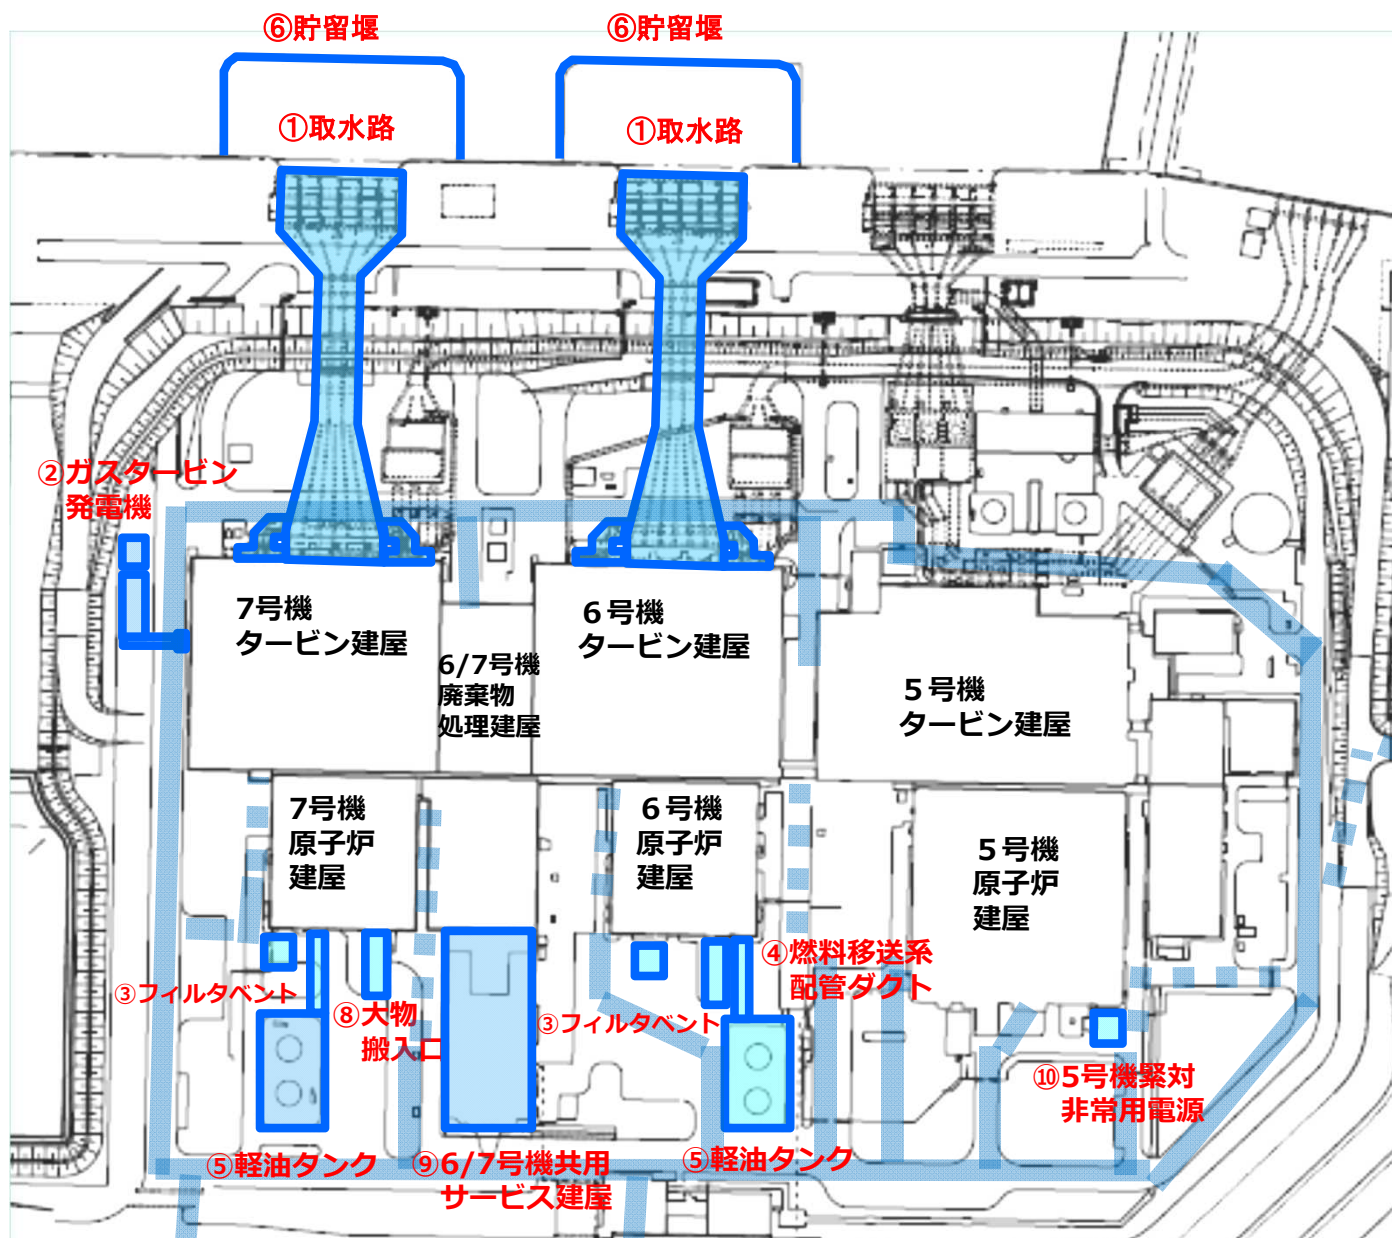 ⑥貯留堰
⑥貯留堰
①取水路
①取水路
②ガスタービン
発電機
7号機
タービン建屋
6/7号機
廃棄物
処理建屋
６号機
タービン建屋
５号機
タービン建屋
7号機
原子炉
建屋
６号機
原子炉
建屋
５号機
原子炉
建屋
③フィルタベント
⑧大物
搬入口
③フィルタベント
④燃料移送系
配管ダクト
⑩5号機緊対
非常用電源
⑤軽油タンク
⑨6/7号機共用
サービス建屋
⑤軽油タンク